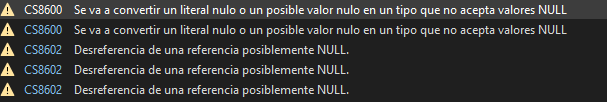 CS8600 Se va a convertir un literal nulo o un posible valor nulo en un tipo que no acepta valores NULL
CS8600 Se va a convertir un literal nulo o un posible valor nulo en un tipo que no acepta valores NULL
CS8602 Desreferencia de una referencia posiblemente NULL.
CS8602 Desreferencia de una referencia posiblemente NULL.
CS8602 Desreferencia de una referencia posiblemente NULL.